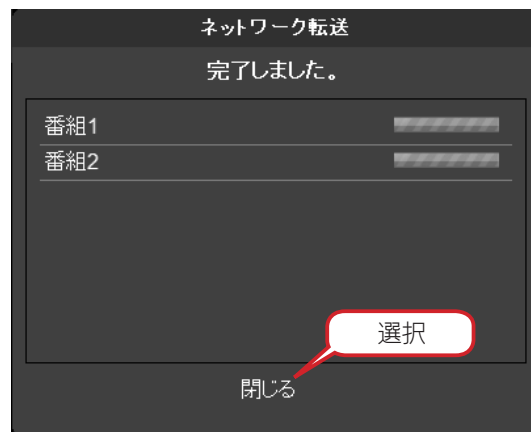 ネットワーク転送
完了しました。
番組1
番組2
選択
閉じる